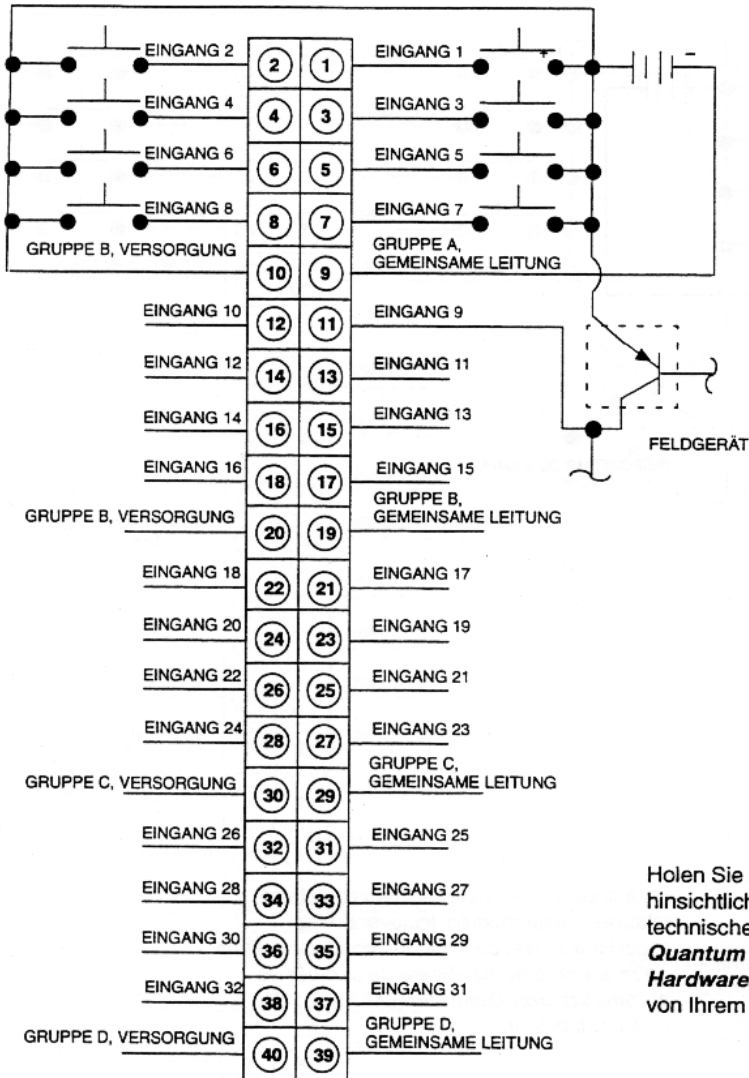 EINGANG 2 2 1 EINGANG 1 + -
EINGANG 4 4 3 EINGANG 3
EINGANG 6 6 5 EINGANG 5
EINGANG 8 8 7 EINGANG 7
GRUPPE B, VERSORGUNG 10 9 GRUPPE A,
GEMEINSAME LEITUNG
EINGANG 10 12 11 EINGANG 9
EINGANG 12 14 13 EINGANG 11
EINGANG 14 16 15 EINGANG 13
FELDGERÄT
EINGANG 16 18 17 EINGANG 15
GRUPPE B, VERSORGUNG 20 19 GRUPPE B,
GEMEINSAME LEITUNG
EINGANG 18 22 21 EINGANG 17
EINGANG 20 24 23 EINGANG 19
EINGANG 22 26 25 EINGANG 21
EINGANG 24 28 27 EINGANG 23
GRUPPE C, VERSORGUNG 30 29 GRUPPE C,
GEMEINSAME LEITUNG
EINGANG 26 32 31 EINGANG 25
EINGANG 28 34 33 EINGANG 27
EINGANG 30 36 35 EINGANG 29
EINGANG 32 38 37 EINGANG 31
GRUPPE D, VERSORGUNG 40 39 GRUPPE D,
GEMEINSAME LEITUNG
Holen Sie
hinsichtlich
technische
Quantum
Hardware
von Ihrem